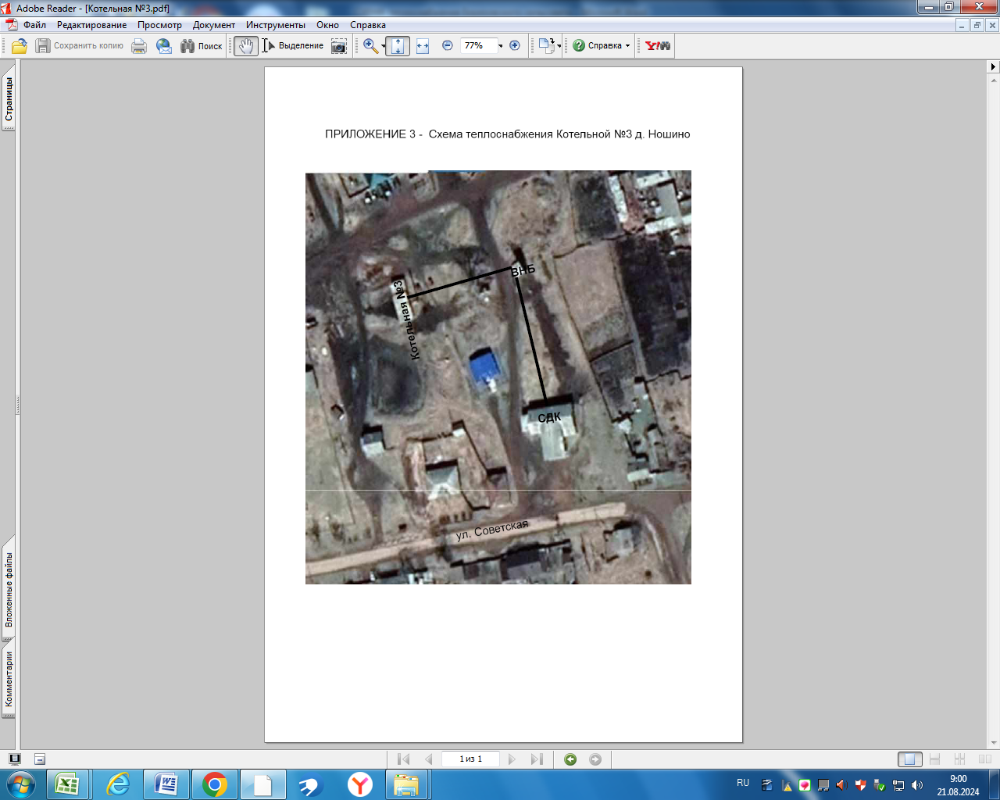 Adobe Reader - [Котельная №3.pdf]
Файл Редактирование Просмотр Документ Инструменты Окно Справка
Сохранить копию Поиск Выделение 77% Справка Y!
Страницы
ПРИЛОЖЕНИЕ 3 - Схема теплоснабжения Котельной №3 д. Ношино
ВНБ
Котельная №3
СДК
ул. Советская
Вложенные файлы
Комментарии
1 из 1
RU
9:00
21.08.2024